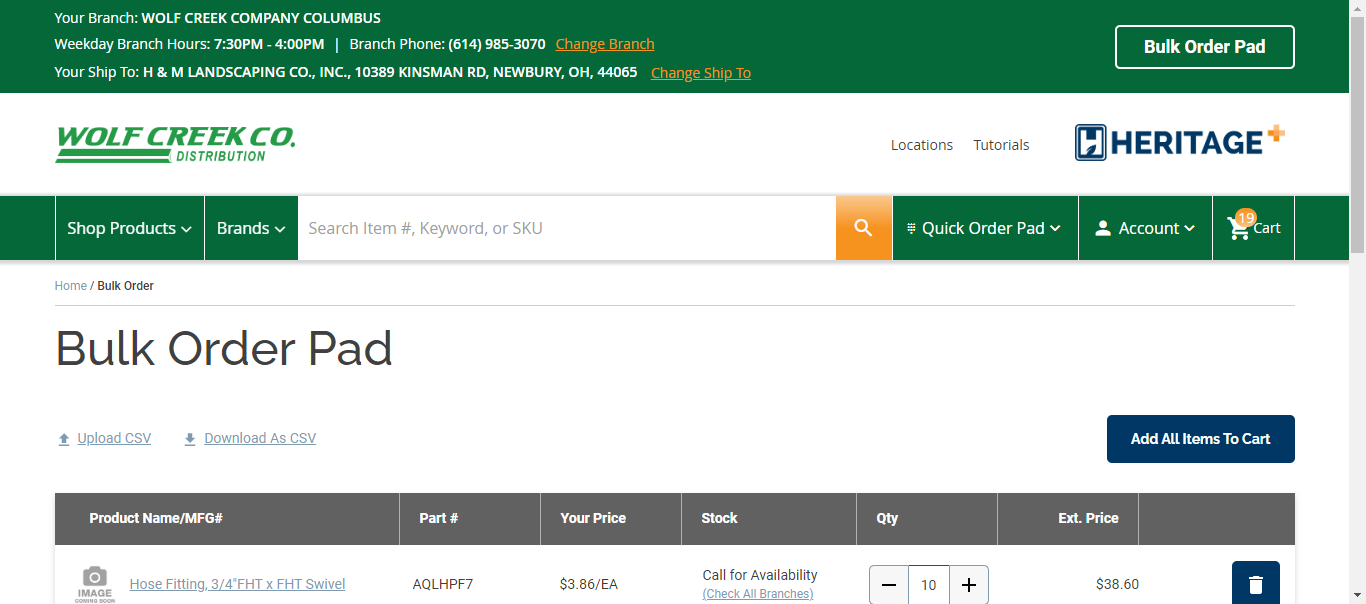 Your Branch: WOLF CREEK COMPANY COLUMBUS
Weekday Branch Hours: 7:30PM - 4:00PM | Branch Phone: (614) 985-3070 Change Branch
Your Ship To: H & M LANDSCAPING CO., INC., 10389 KINSMAN RD, NEWBURY, OH, 44065 Change Ship To
Bulk Order Pad
WOLF CREEK CO.
DISTRIBUTION
Locations Tutorials
HERITAGE+
Shop Products Brands Search Item #, Keyword, or SKU Quick Order Pad Account 19 Cart
Home / Bulk Order
Bulk Order Pad
Upload CSV Download As CSV Add All Items To Cart
Product Name/MFG# Part # Your Price Stock Qty Ext. Price
IMAGE
COMING SOON
Hose Fitting, 3/4"FHT x FHT Swivel AQLHPF7 $3.86/EA Call for Availability 10 $38.60
(Check All Branches)